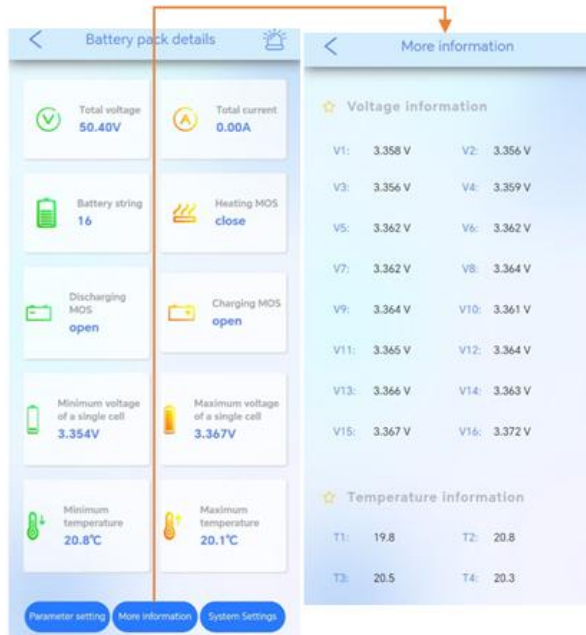 Battery pack details
Total voltage
50.40V
Total current
0.00A
Battery string
16
Heating MOS
close
Discharging
MOS
open
Charging MOS
open
Minimum voltage
of a single cell
3.354V
Maximum voltage
of a single cell
3.367V
Minimum
temperature
20.8°C
Maximum
temperature
20.1°C
Parameter setting
More Information
System Settings
More information
Voltage information
V1: 3.358 V V2: 3.356 V
V3: 3.356 V V4: 3.359 V
V5: 3.362 V V6: 3.362 V
V7: 3.362 V V8: 3.364 V
V9: 3.364 V V10: 3.361 V
V11: 3.365 V V12: 3.364 V
V13: 3.366 V V14: 3.363 V
V15: 3.367 V V16: 3.372 V
Temperature information
T1: 19.8 T2: 20.8
T3: 20.5 T4: 20.3